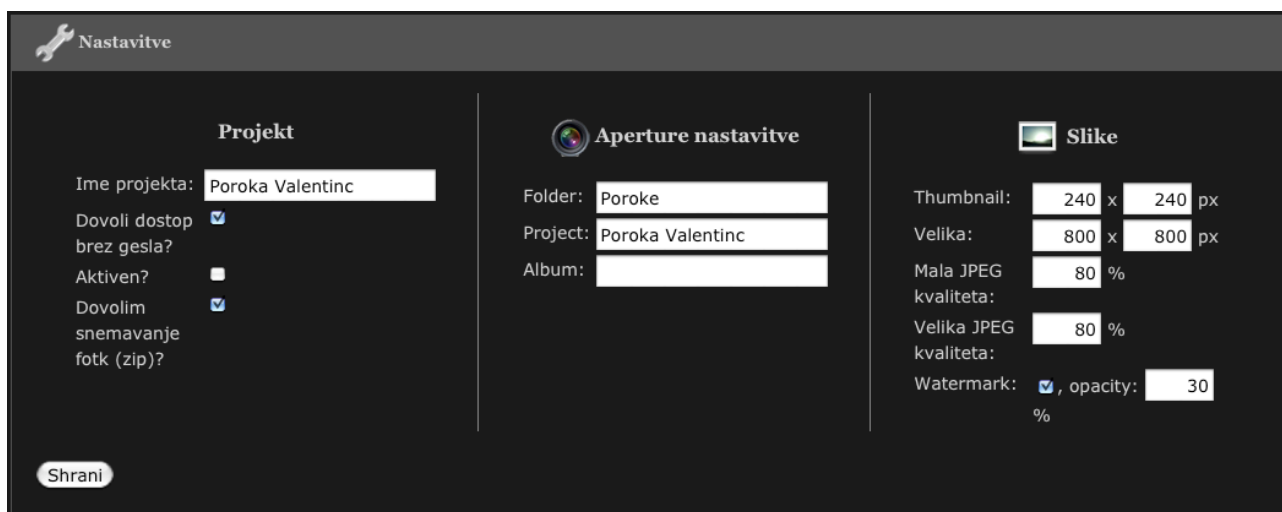 Nastavitve
Projekt
Ime projekta: Poroka Valentinc
Dovoli dostop
brez gesla?
Aktiven?
Dovolim
snemavanje
fotk (zip)?
Aperture nastavitve
Folder: Poroke
Project: Poroka Valentinc
Album:
Slike
Thumbnail: 240 x 240 px
Velika: 800 x 800 px
Mala JPEG 80 %
kvaliteta:
Velika JPEG 80 %
kvaliteta:
Watermark: , opacity: 30
%
Shrani